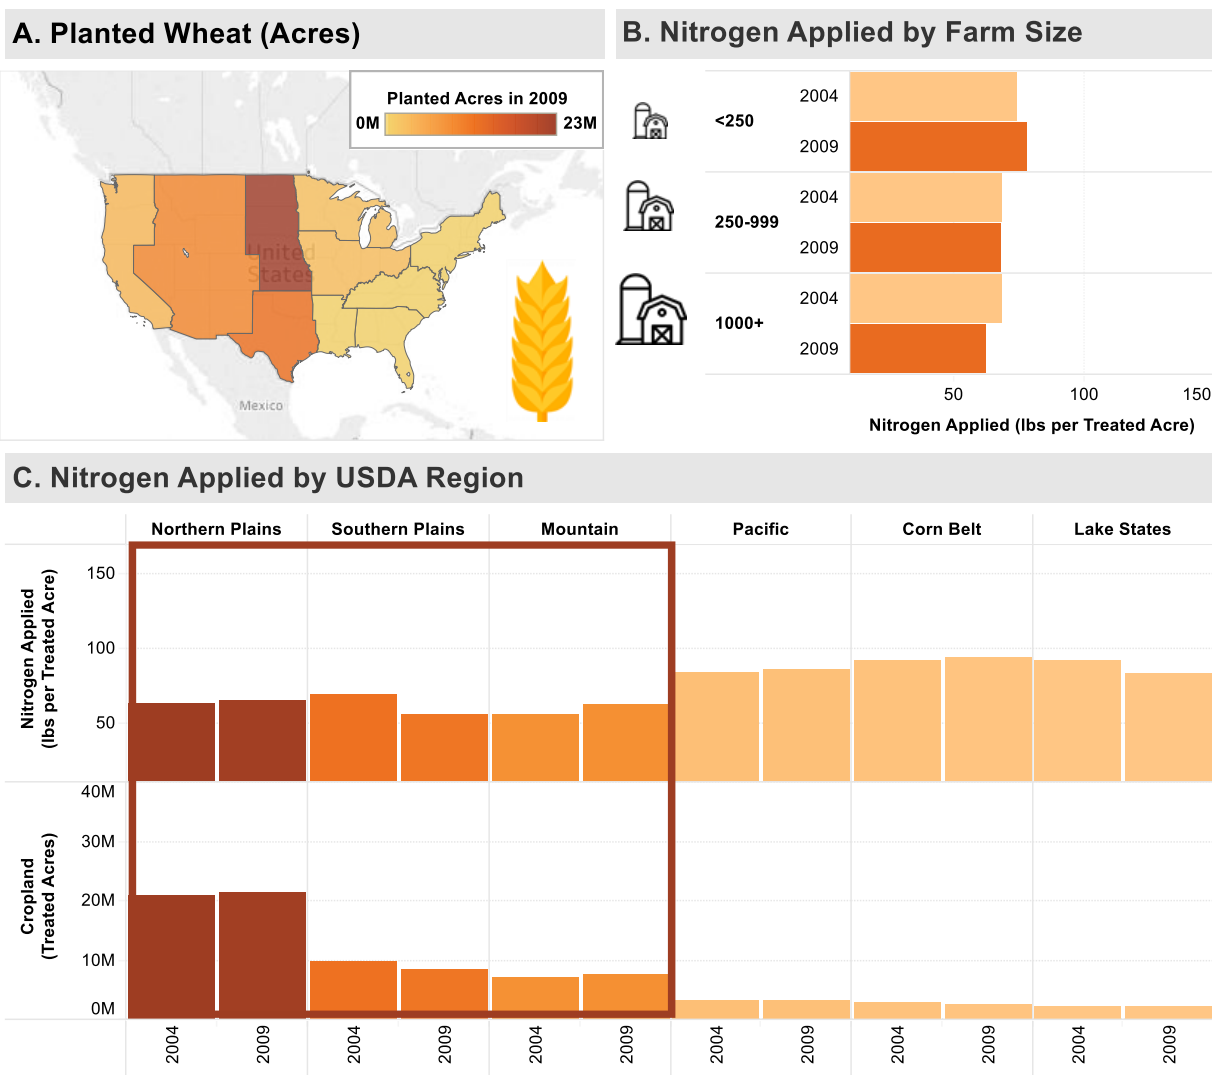 A. Planted Wheat (Acres)
Planted Acres in 2009
0M 23M
United
States
Mexico
B. Nitrogen Applied by Farm Size
<250
2004
2009
250-999
2004
2009
1000+
2004
2009
50 100 150
Nitrogen Applied (lbs per Treated Acre)
C. Nitrogen Applied by USDA Region
Northern Plains Southern Plains Mountain Pacific Corn Belt Lake States
Nitrogen Applied
(lbs per Treated Acre)
150
100
50
Cropland
(Treated Acres)
40M
30M
20M
10M
0M
2004 2009 2004 2009 2004 2009 2004 2009 2004 2009 2004 2009